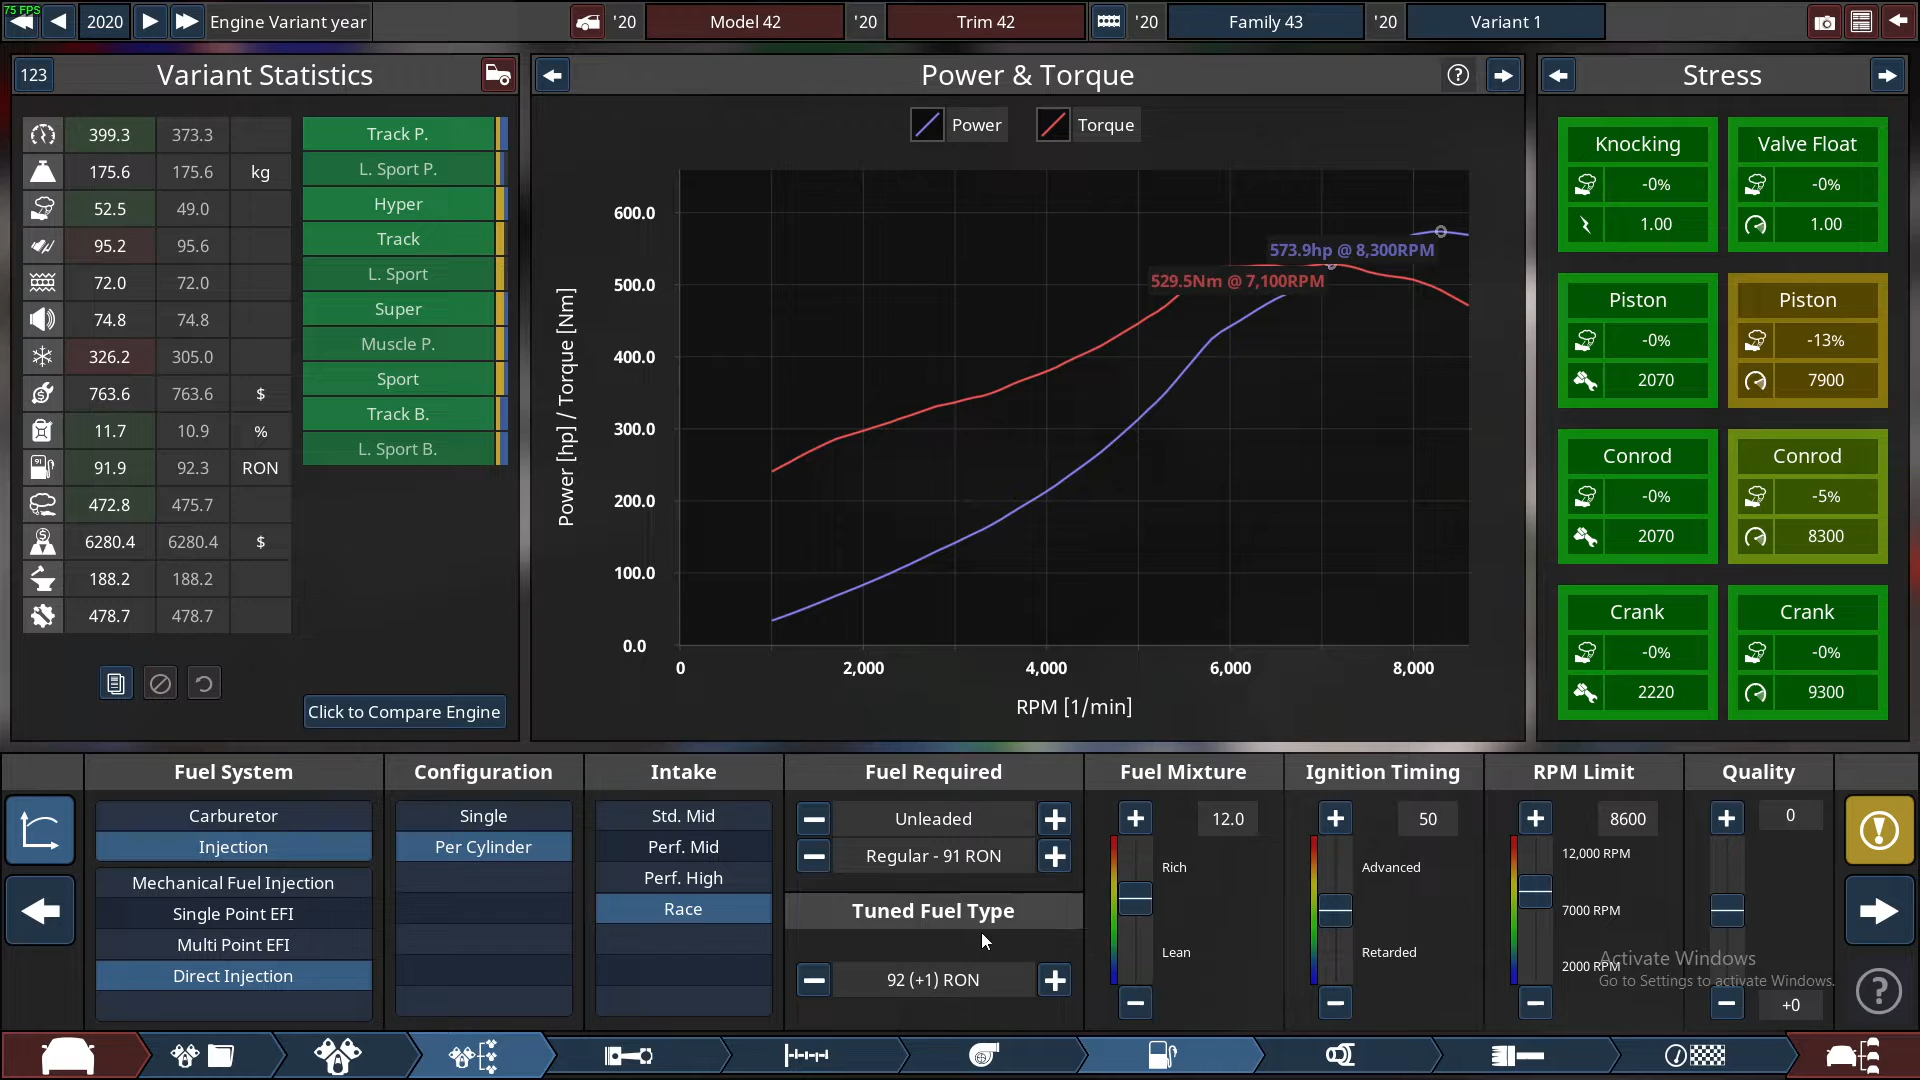 75 FPS
2020
Engine Variant year
'20
Model 42
'20
Trim 42
'20
Family 43
'20
Variant 1
123
Variant Statistics
399.3 373.3
175.6 175.6 kg
52.5 49.0
95.2 95.6
72.0 72.0
74.8 74.8
326.2 305.0
763.6 763.6 $
11.7 10.9 %
91.9 92.3 RON
472.8 475.7
6280.4 6280.4 $
188.2 188.2
478.7 478.7
Track P.
L. Sport P.
Hyper
Track
L. Sport
Super
Muscle P.
Sport
Track B.
L. Sport B.
Click to Compare Engine
Power & Torque
Power
Torque
Power [hp] / Torque [Nm]
600.0
500.0
400.0
300.0
200.0
100.0
0.0
573.9hp @ 8,300RPM
529.5Nm @ 7,100RPM
0 2,000 4,000 6,000 8,000
RPM [1/min]
Stress
Knocking
-0%
1.00
Valve Float
-0%
1.00
Piston
-0%
2070
Piston
-13%
7900
Conrod
-0%
2070
Conrod
-5%
8300
Crank
-0%
2220
Crank
-0%
9300
Fuel System
Carburetor
Injection
Mechanical Fuel Injection
Single Point EFI
Multi Point EFI
Direct Injection
Configuration
Single
Per Cylinder
Intake
Std. Mid
Perf. Mid
Perf. High
Race
Fuel Required
Unleaded
Regular - 91 RON
Tuned Fuel Type
92 (+1) RON
Fuel Mixture
12.0
Rich
Lean
Ignition Timing
50
Advanced
Retarded
RPM Limit
8600
12,000 RPM
7000 RPM
2000 RPM
Quality
0
+0
Activate Windows
Go to Settings to activate Windows.